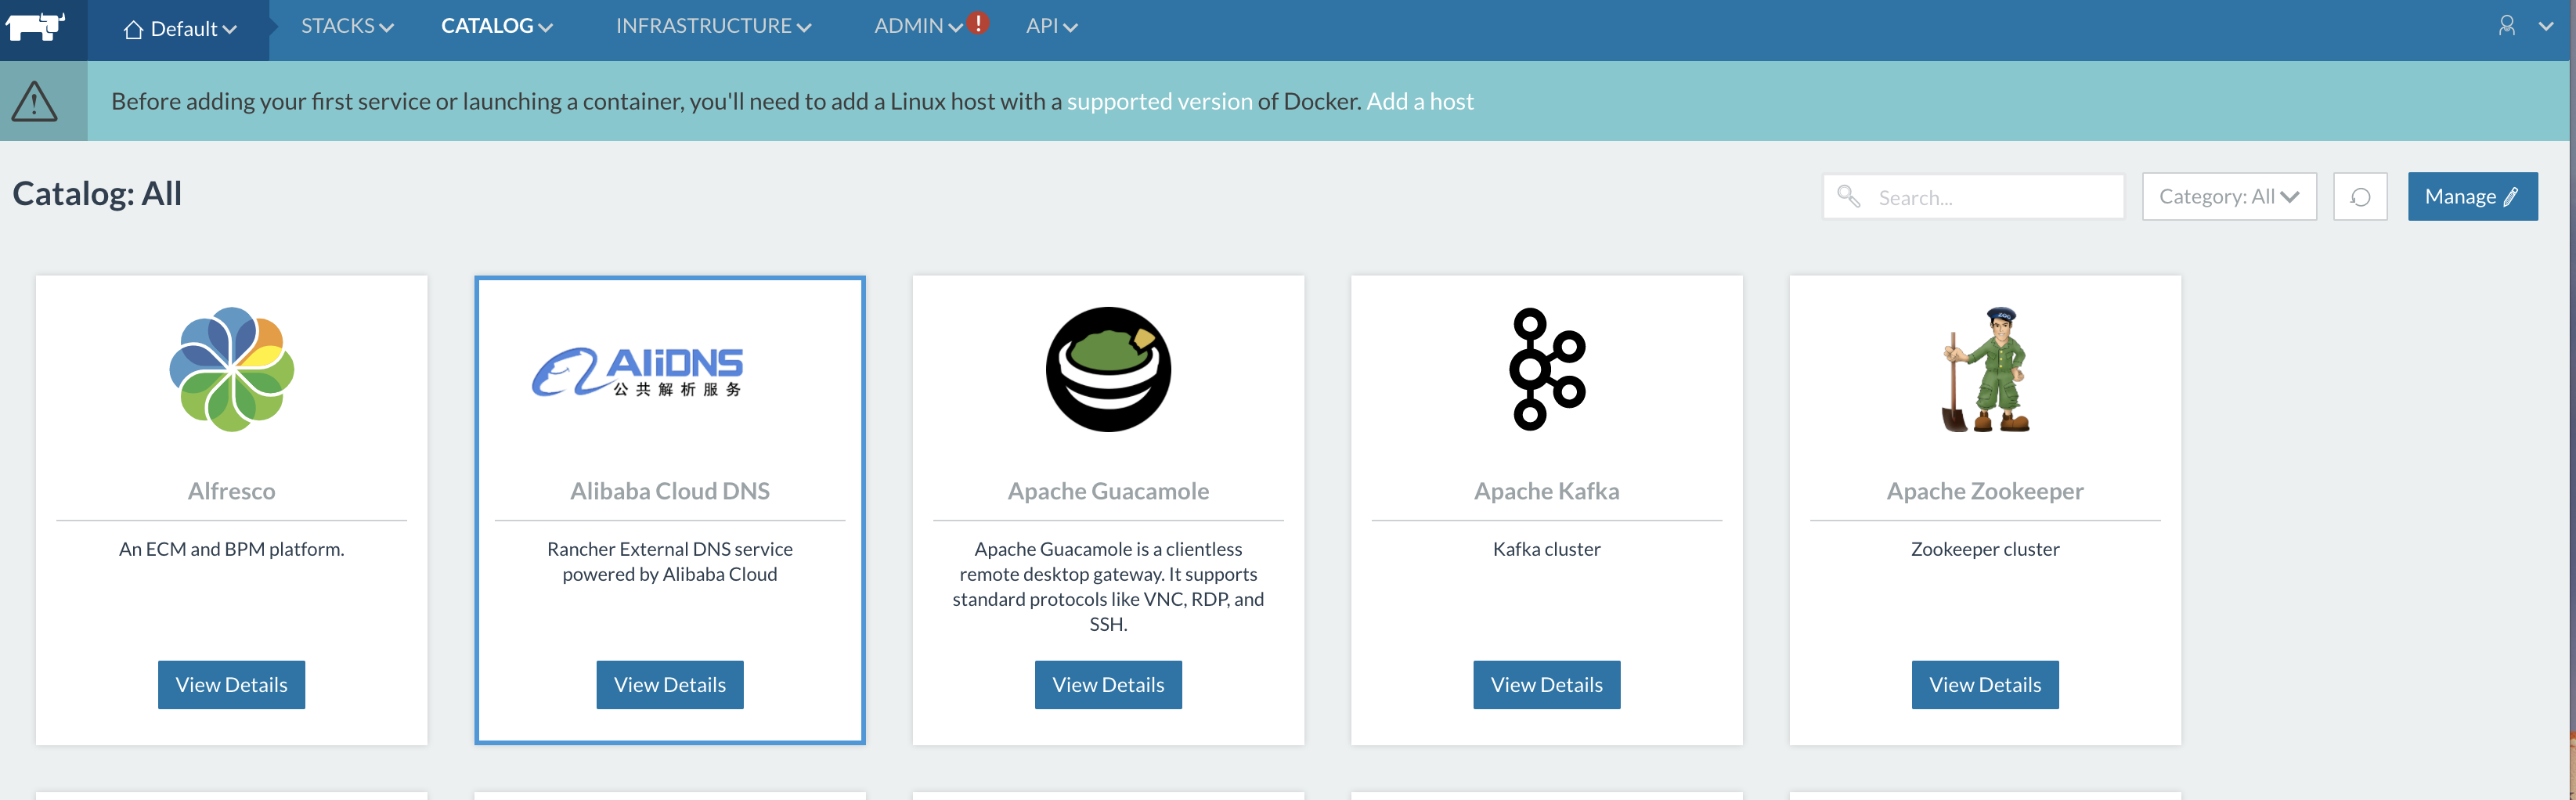 Default
STACKS
CATALOG
INFRASTRUCTURE
ADMIN
!
API
Before adding your first service or launching a container, you'll need to add a Linux host with a supported version of Docker. Add a host
Catalog: All
Search...
Category: All
Manage
AliDNS
公共解析服务
ZOO
Alfresco
An ECM and BPM platform.
View Details
Alibaba Cloud DNS
Rancher External DNS service
powered by Alibaba Cloud
View Details
Apache Guacamole
Apache Guacamole is a clientless
remote desktop gateway. It supports
standard protocols like VNC, RDP, and
SSH.
View Details
Apache Kafka
Kafka cluster
View Details
Apache Zookeeper
Zookeeper cluster
View Details